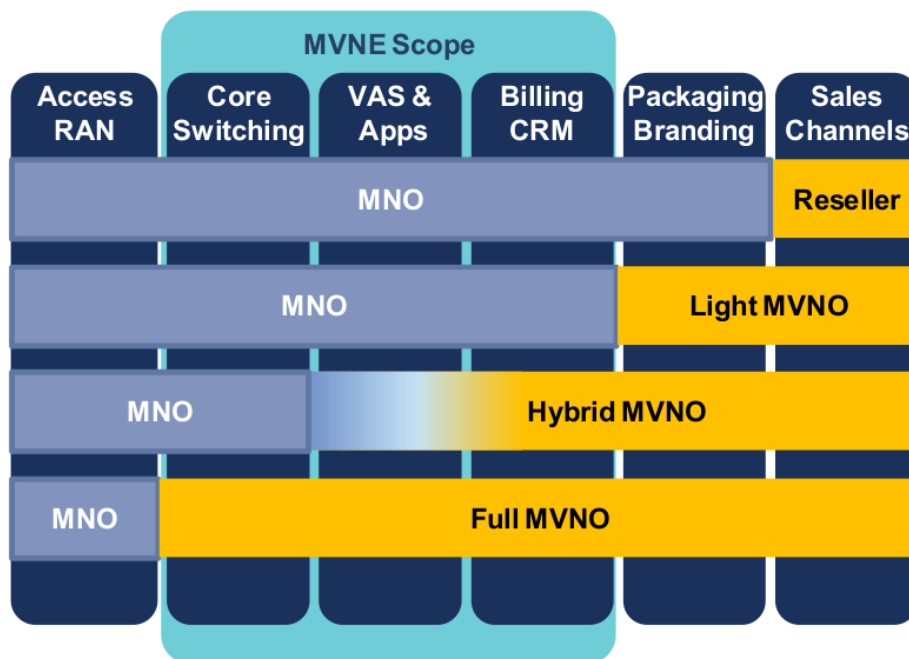 MVNE Scope
Access
RAN
Core
Switching
VAS &
Apps
Billing
CRM
Packaging
Branding
Sales
Channels
MNO
Reseller
MNO
Light MVNO
MNO
Hybrid MVNO
MNO
Full MVNO